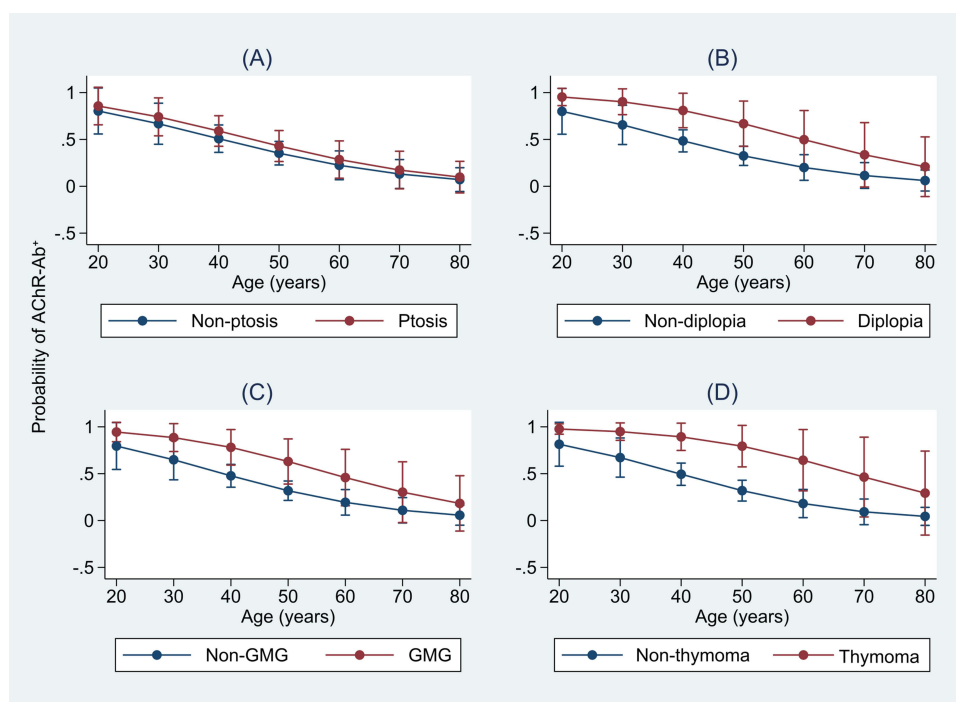 (A)
1
.5
0
-.5
20 30 40 50 60 70 80
Age (years)
Non-ptosis Ptosis
(B)
1
.5
0
-.5
20 30 40 50 60 70 80
Age (years)
Non-diplopia Diplopia
Probability of AChR-Ab⁺
(C)
1
.5
0
-.5
20 30 40 50 60 70 80
Age (years)
Non-GMG GMG
(D)
1
.5
0
-.5
20 30 40 50 60 70 80
Age (years)
Non-thymoma Thymoma